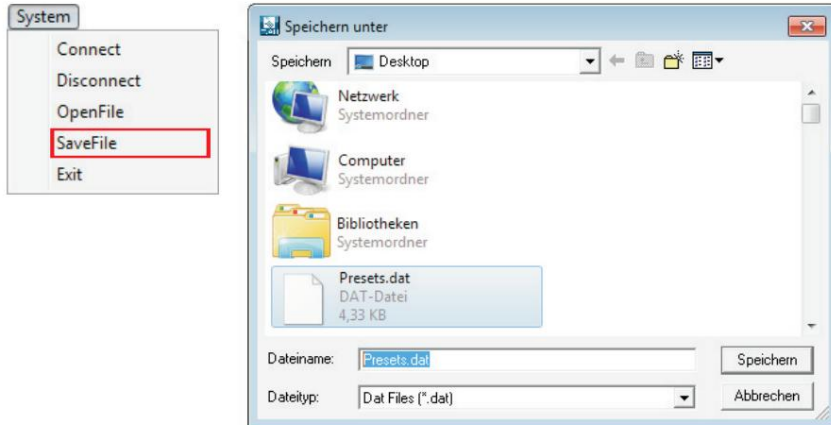 System
Connect
Disconnect
OpenFile
SaveFile
Exit
Speichern unter
Speichern
Desktop
Netzwerk
Systemordner
Computer
Systemordner
Bibliotheken
Systemordner
Presets.dat
DAT-Datei
4,33 KB
Dateiname:
Presets.dat
Speichern
Dateityp:
Dat Files (*.dat)
Abbrechen